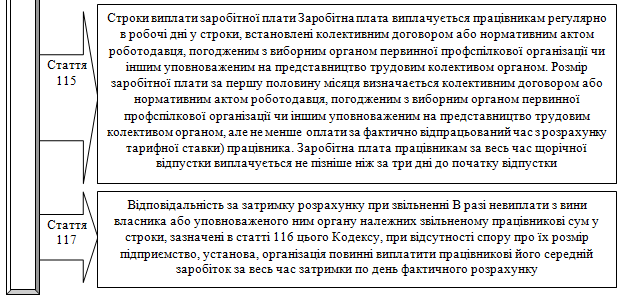 Стаття
115
Строки виплати заробітної плати Заробітна плата виплачується працівникам регулярно
в робочі дні у строки, встановлені колективним договором або нормативним актом
роботодавця, погодженим з виборним органом первинної профспілкової організації чи
іншим уповноваженим на представництво трудовим колективом органом. Розмір
заробітної плати за першу половину місяця визначається колективним договором або
нормативним актом роботодавця, погодженим з виборним органом первинної
профспілкової організації чи іншим уповноваженим на представництво трудовим
колективом органом, але не менше оплати за фактично відпрацьований час з розрахунку
тарифної ставки) працівника. Заробітна плата працівникам за весь час щорічної
відпустки виплачується не пізніше ніж за три дні до початку відпустки
Стаття
117
Відповідальність за затримку розрахунку при звільненні В разі невиплати з вини
власника або уповноваженого ним органу належних звільненому працівникові сум у
строки, зазначені в статті 116 цього Кодексу, при відсутності спору про їх розмір
підприємство, установа, організація повинні виплатити працівникові його середній
заробіток за весь час затримки по день фактичного розрахунку